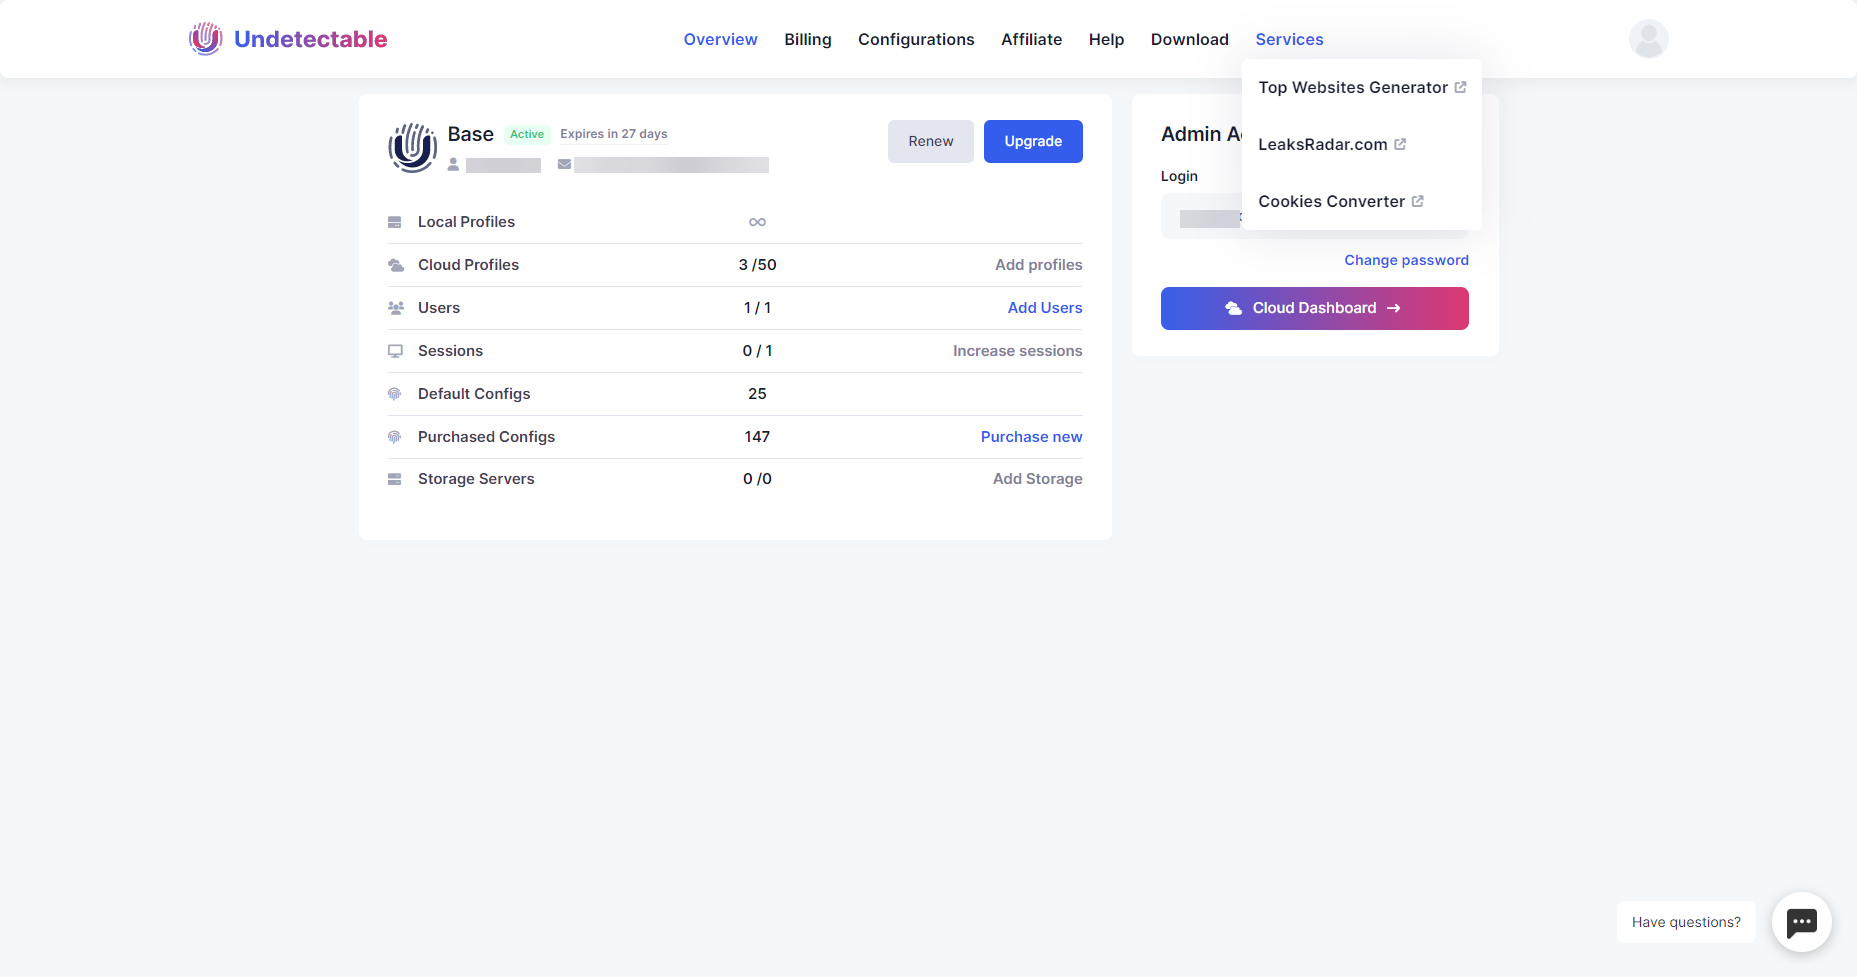 Undetectable
Overview Billing Configurations Affiliate Help Download Services
Top Websites Generator
LeaksRadar.com
Cookies Converter
Base Active Expires in 27 days
Renew Upgrade
Local Profiles ∞
Cloud Profiles 3 /50 Add profiles
Users 1 / 1 Add Users
Sessions 0 / 1 Increase sessions
Default Configs 25
Purchased Configs 147 Purchase new
Storage Servers 0 /0 Add Storage
Admin
Login
Change password
Cloud Dashboard →
Have questions?